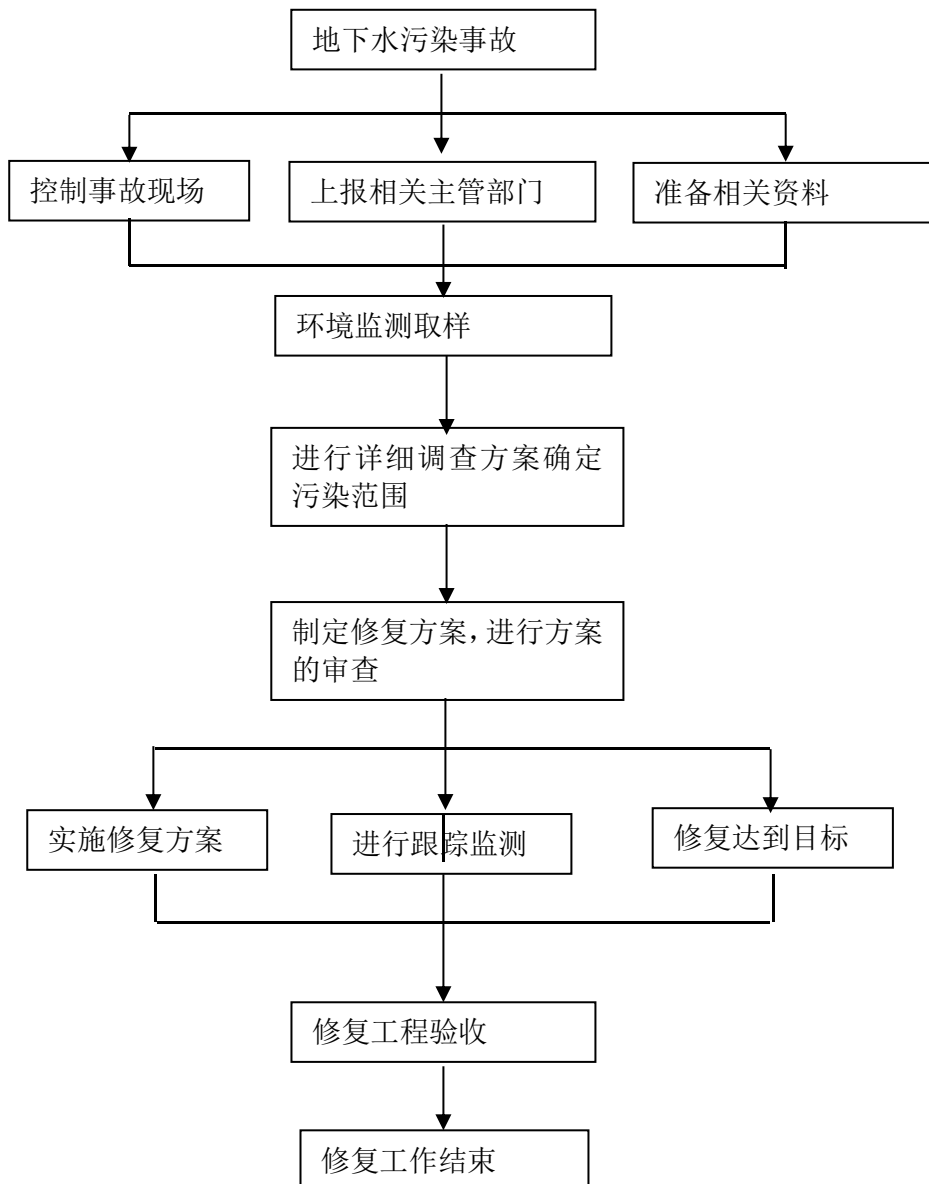 地下水污染事故
控制事故现场
上报相关主管部门
准备相关资料
环境监测取样
进行详细调查方案确定
污染范围
制定修复方案，进行方案
的审查
实施修复方案
进行跟踪监测
修复达到目标
修复工程验收
修复工作结束